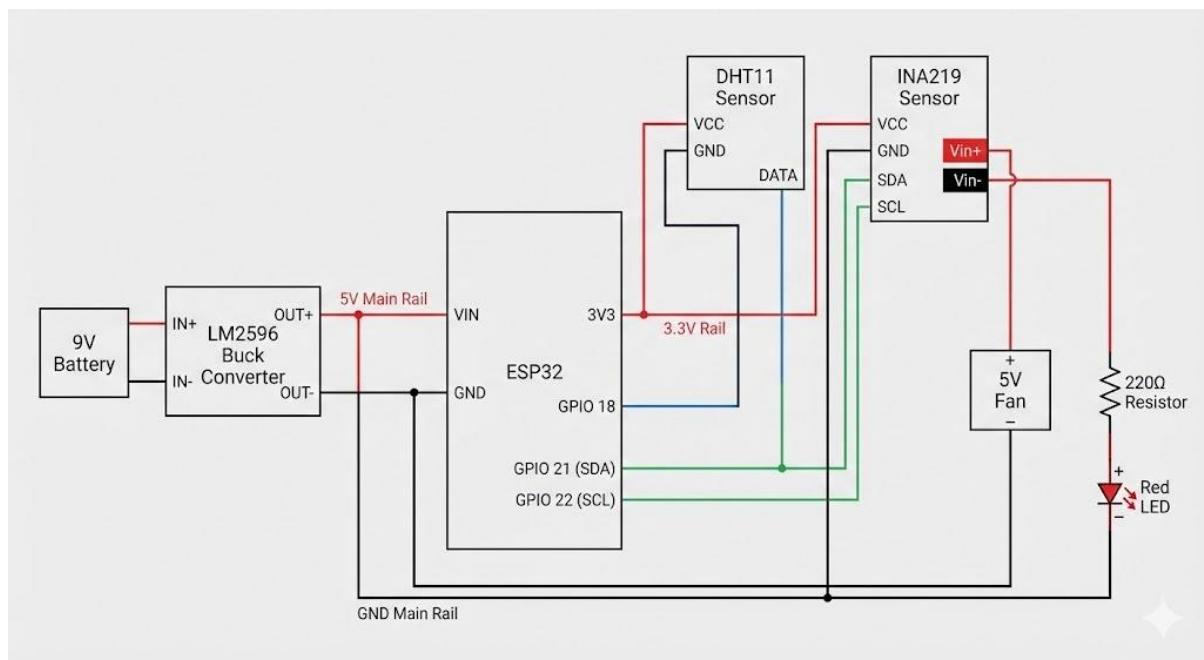 9V
Battery
IN+
IN-
LM2596
Buck
Converter
OUT+
OUT-
5V Main Rail
VIN
GND
ESP32
3V3
GPIO 18
GPIO 21 (SDA)
GPIO 22 (SCL)
3.3V Rail
DHT11
Sensor
VCC
GND
DATA
INA219
Sensor
VCC
GND
SDA
SCL
Vin+
Vin-
+
5V
Fan
–
220Ω
Resistor
+
Red
LED
–
GND Main Rail